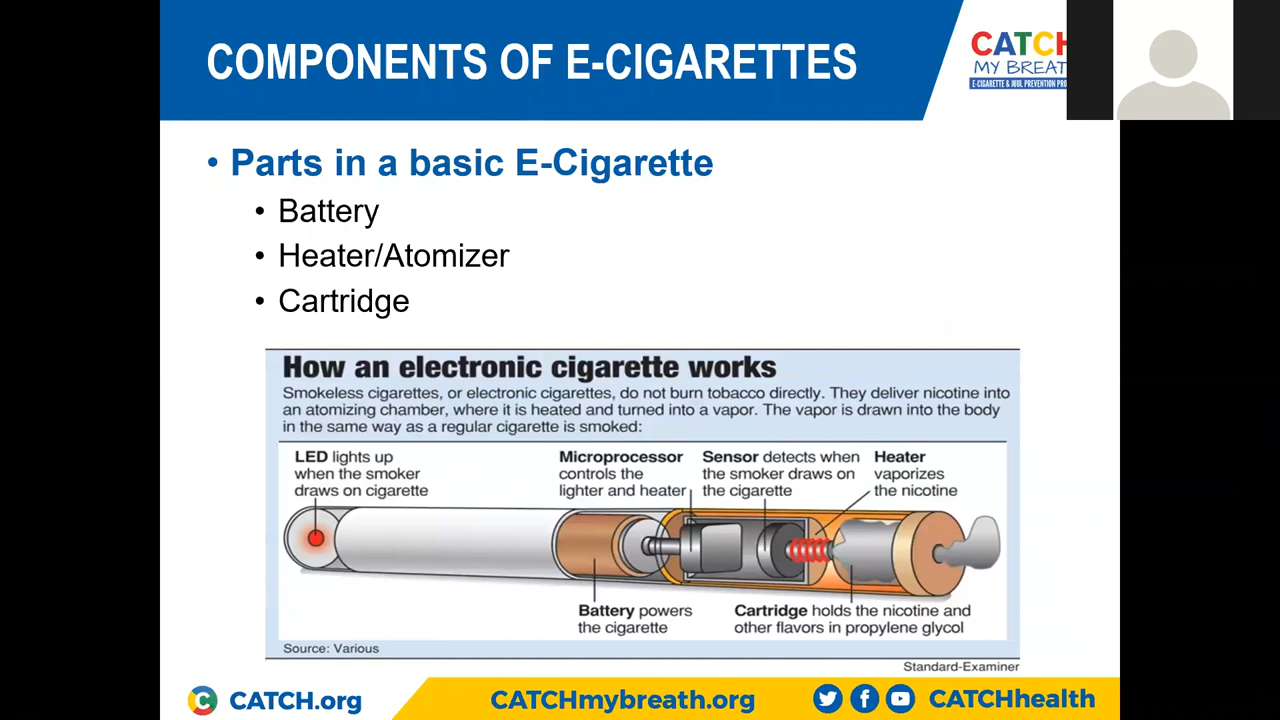 COMPONENTS OF E-CIGARETTES
CATCH
MY BREAT
E-CIGARETTE & JUUL PREVENTION PRO
• Parts in a basic E-Cigarette
• Battery
• Heater/Atomizer
• Cartridge
How an electronic cigarette works
Smokeless cigarettes, or electronic cigarettes, do not burn tobacco directly. They deliver nicotine into
an atomizing chamber, where it is heated and turned into a vapor. The vapor is drawn into the body
in the same way as a regular cigarette is smoked:
LED lights up
when the smoker
draws on cigarette
Microprocessor
controls the
lighter and heater
Sensor detects when
the smoker draws on
the cigarette
Heater
vaporizes
the nicotine
Battery powers
the cigarette
Cartridge holds the nicotine and
other flavors in propylene glycol
Source: Various
Standard-Examiner
CATCH.org
CATCHmybreath.org
CATCHhealth